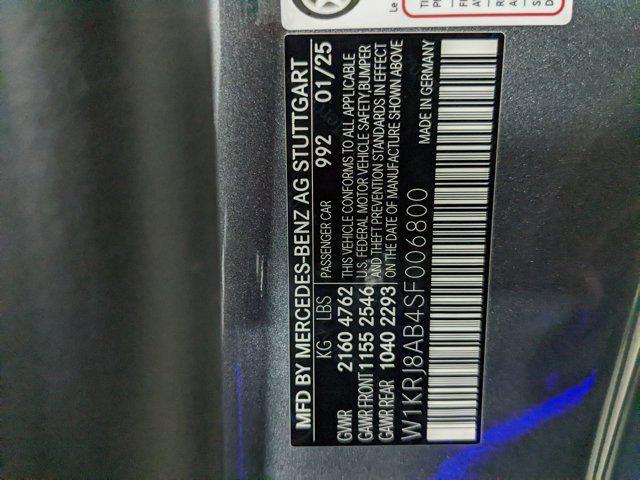 MFD BY MERCEDES-BENZ AG STUTTGART
KG LBS PASSENGER CAR 992 01/25
GVWR 2160 4762 THIS VEHICLE CONFORMS TO ALL APPLICABLE
GAWR FRONT 1155 2546 U.S. FEDERAL MOTOR VEHICLE SAFETY,BUMPER
GAWR REAR 1040 2293 AND THEFT PREVENTION STANDARDS IN EFFECT
ON THE DATE OF MANUFACTURE SHOWN ABOVE
W1KRJ8AB4SF006800 MADE IN GERMANY